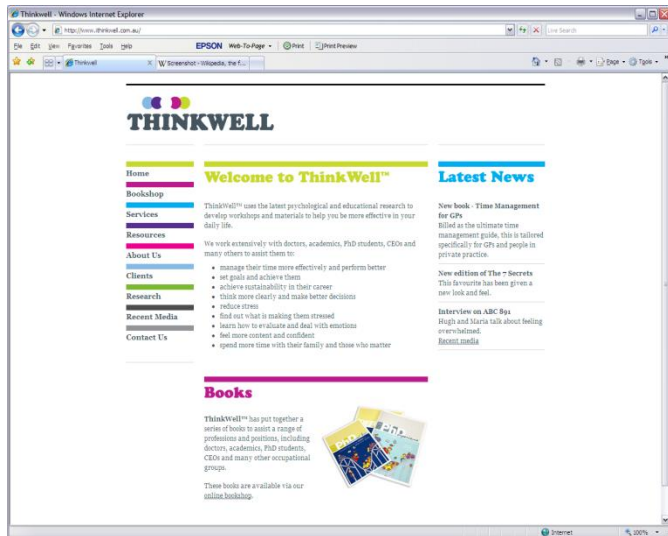 Thinkwell - Windows Internet Explorer
http://www.thinkwell.com.au/
Live Search
File Edit View Favorites Tools Help
EPSON Web-To-Page Print Print Preview
Thinkwell
Screenshot - Wikipedia, the f...
Page Tools
THINKWELL
Home
Bookshop
Services
Resources
About Us
Clients
Research
Recent Media
Contact Us
Welcome to ThinkWell™
ThinkWell™ uses the latest psychological and educational research to
develop workshops and materials to help you be more effective in your
daily life.
We work extensively with doctors, academics, PhD students, CEOs and
many others to assist them to:
manage their time more effectively and perform better
set goals and achieve them
achieve sustainability in their career
think more clearly and make better decisions
reduce stress
find out what is making them stressed
learn how to evaluate and deal with emotions
feel more content and confident
spend more time with their family and those who matter
Books
ThinkWell™ has put together a
series of books to assist a range of
professions and positions, including
doctors, academics, PhD students,
CEOs and many other occupational
groups.
These books are available via our
online bookshop.
PhD
PhD
Latest News
New book - Time Management
for GPs
Billed as the ultimate time
management guide, this is tailored
specifically for GPs and people in
private practice.
New edition of The 7 Secrets
This favourite has been given a
new look and feel.
Interview on ABC 891
Hugh and Maria talk about feeling
overwhelmed.
Recent media
Internet
100%